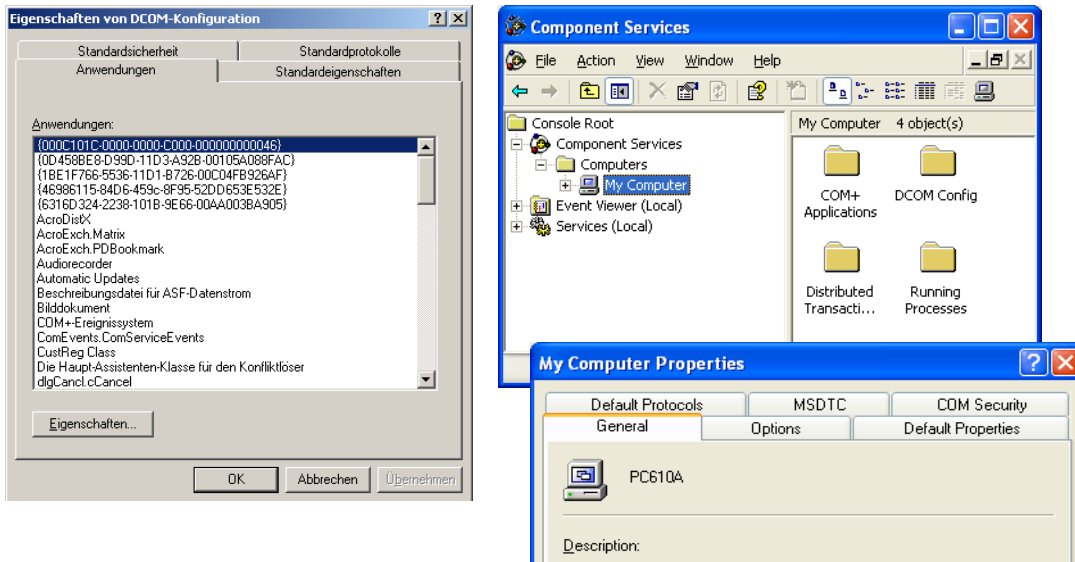 Eigenschaften von DCOM-Konfiguration
Standardsicherheit
Standardprotokolle
Anwendungen
Standardeigenschaften
Anwendungen:
{000C101C-0000-0000-C000-000000000046}
{0D458BE8-D99D-11D3-A92B-00105A088FAC}
{1BE1F766-5536-11D1-B726-00C04FB926AF}
{46986115-84D6-459c-8F95-52DD653E532E}
{6316D324-2238-101B-9E66-00AA003BA905}
AcroDistX
AcroExch.Matrix
AcroExch.PDBookmark
Audiorecorder
Automatic Updates
Beschreibungsdatei für ASF-Datenstrom
Bilddokument
COM+-Ereignissystem
ComEvents.ComServiceEvents
CustReg Class
Die Haupt-Assistenten-Klasse für den Konfliktlöser
dlgCancl.cCancel
Eigenschaften...
OK
Abbrechen
Übernehmen
Component Services
File Action View Window Help
Console Root
Component Services
Computers
My Computer
Event Viewer (Local)
Services (Local)
My Computer 4 object(s)
COM+
Applications
DCOM Config
Distributed
Transacti...
Running
Processes
My Computer Properties
Default Protocols
MSDTC
COM Security
General
Options
Default Properties
PC610A
Description: